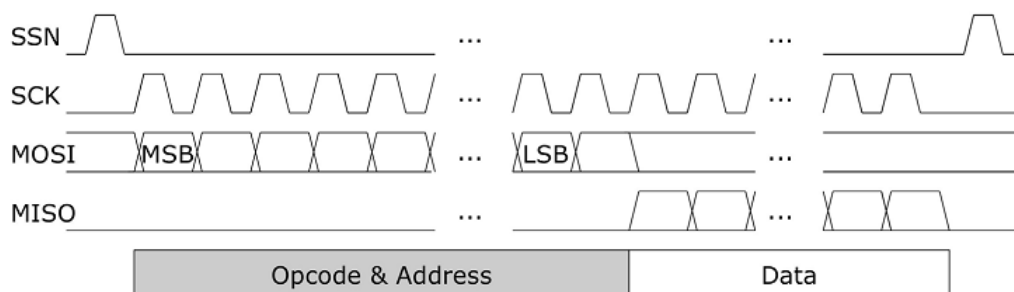 SSN ... ...
SCK ... ...
MOSI MSB ... LSB ...
MISO ... ...
Opcode & Address Data